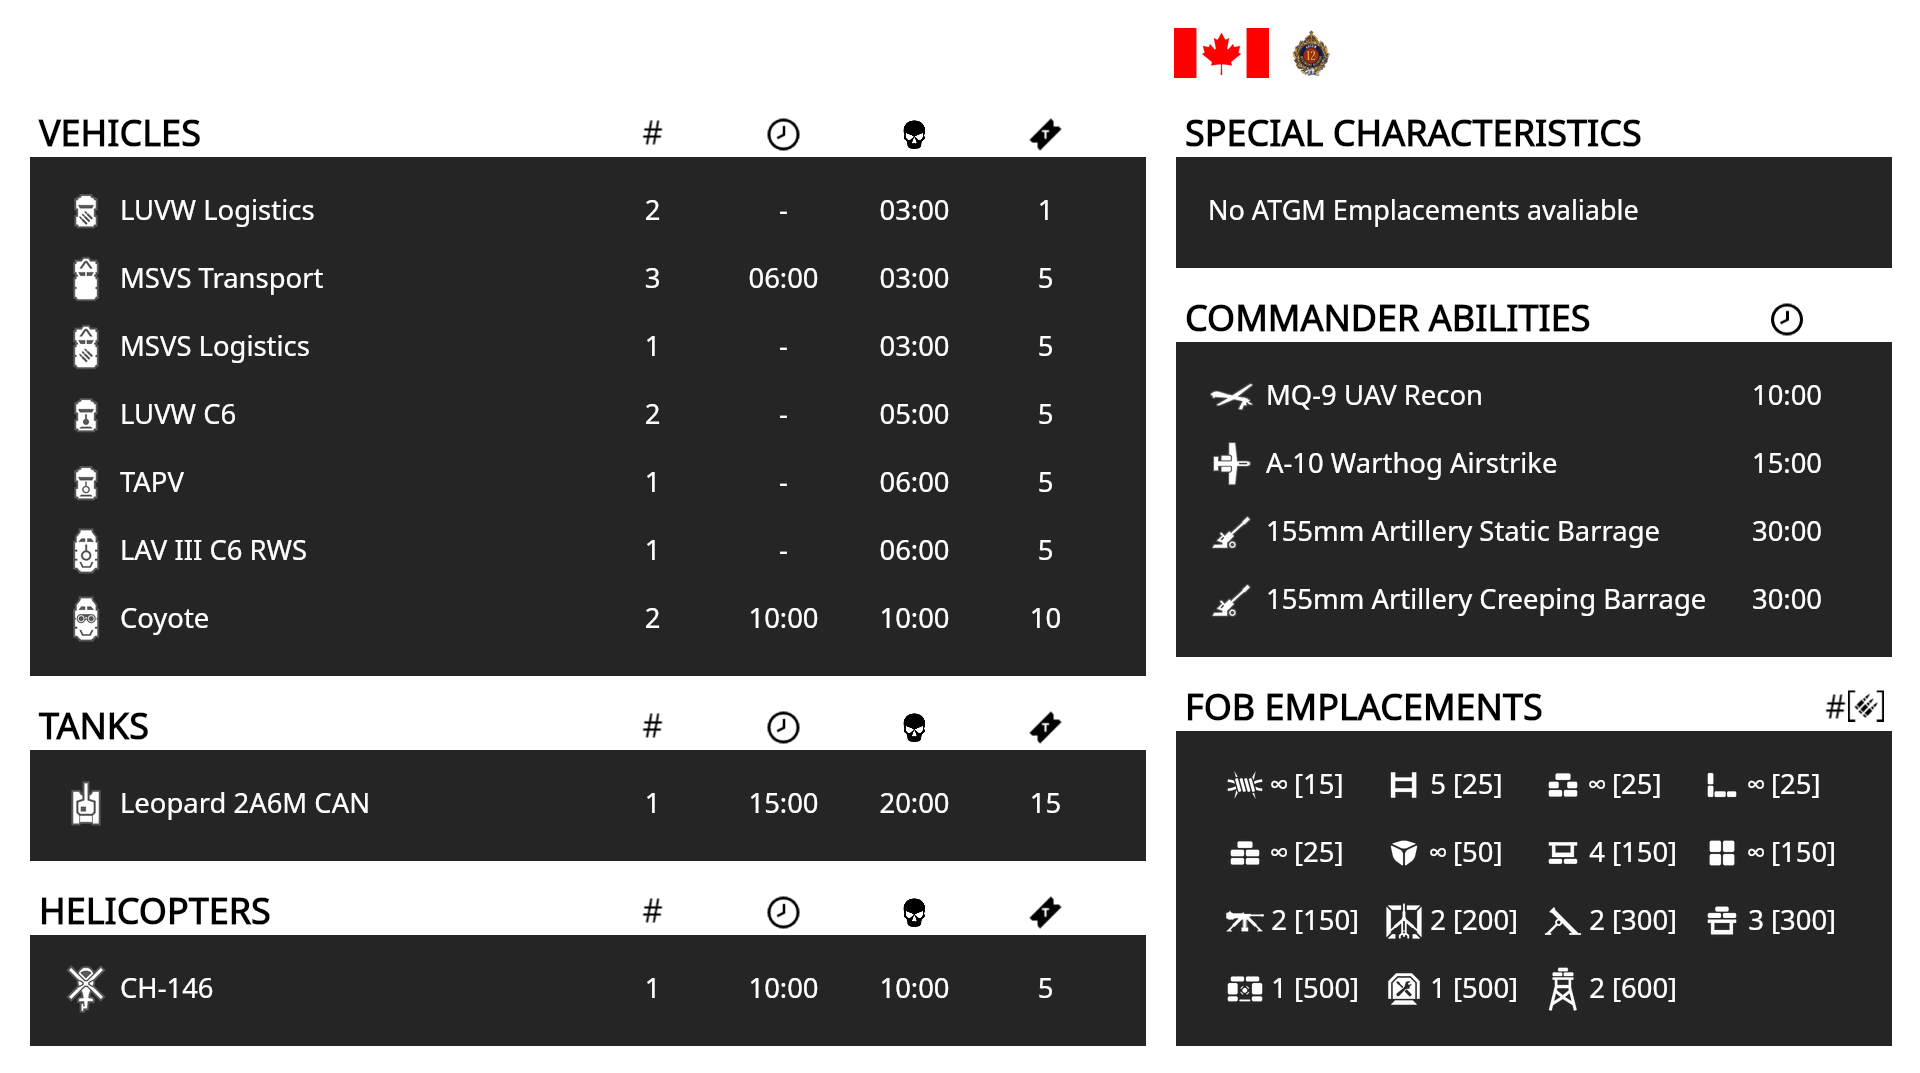 VEHICLES #
LUVW Logistics 2 - 03:00 1
MSVS Transport 3 06:00 03:00 5
MSVS Logistics 1 - 03:00 5
LUVW C6 2 - 05:00 5
TAPV 1 - 06:00 5
LAV III C6 RWS 1 - 06:00 5
Coyote 2 10:00 10:00 10
TANKS #
Leopard 2A6M CAN 1 15:00 20:00 15
HELICOPTERS #
CH-146 1 10:00 10:00 5
SPECIAL CHARACTERISTICS
No ATGM Emplacements avaliable
COMMANDER ABILITIES
MQ-9 UAV Recon 10:00
A-10 Warthog Airstrike 15:00
155mm Artillery Static Barrage 30:00
155mm Artillery Creeping Barrage 30:00
FOB EMPLACEMENTS #[]
∞ [15] 5 [25] ∞ [25] ∞ [25]
∞ [25] ∞ [50] 4 [150] ∞ [150]
2 [150] 2 [200] 2 [300] 3 [300]
1 [500] 1 [500] 2 [600]